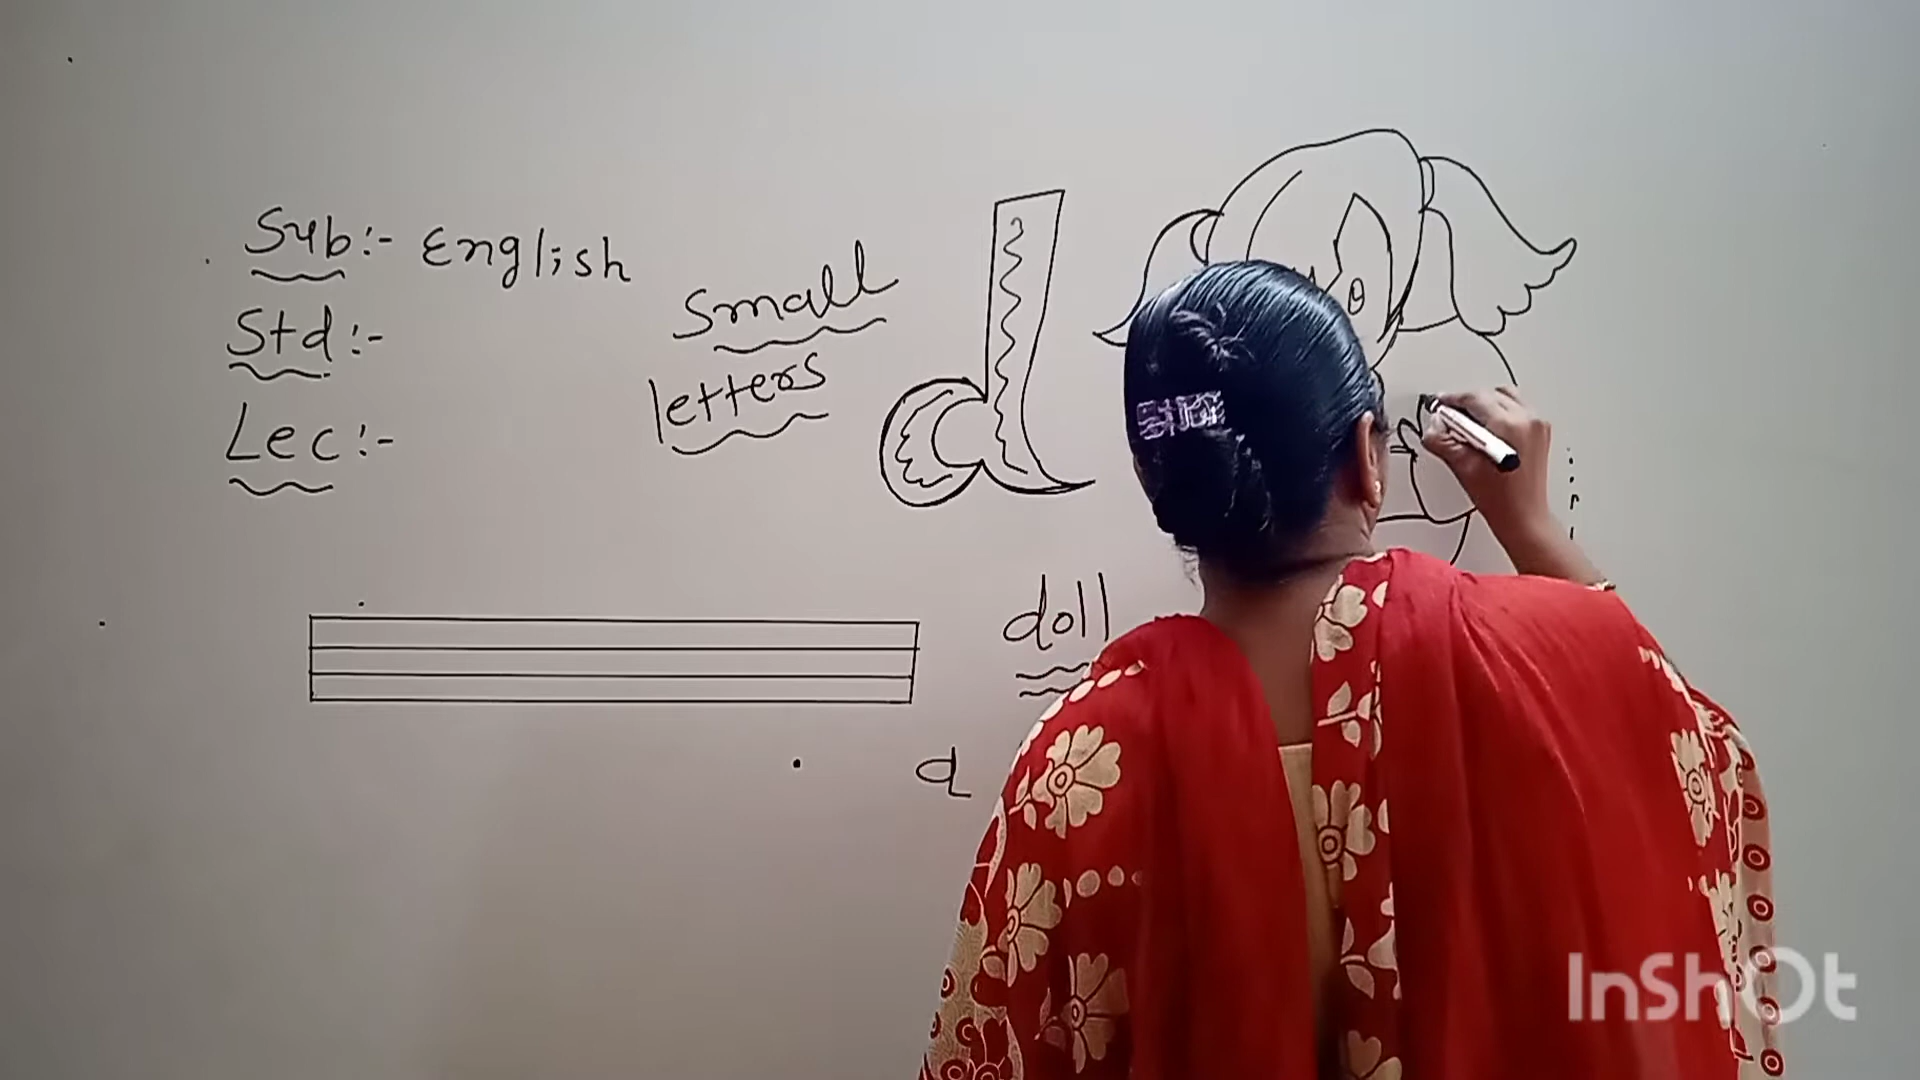 Sub:- English
Std:-
Lec:-
Small
letters
d
doll
d
InShOt